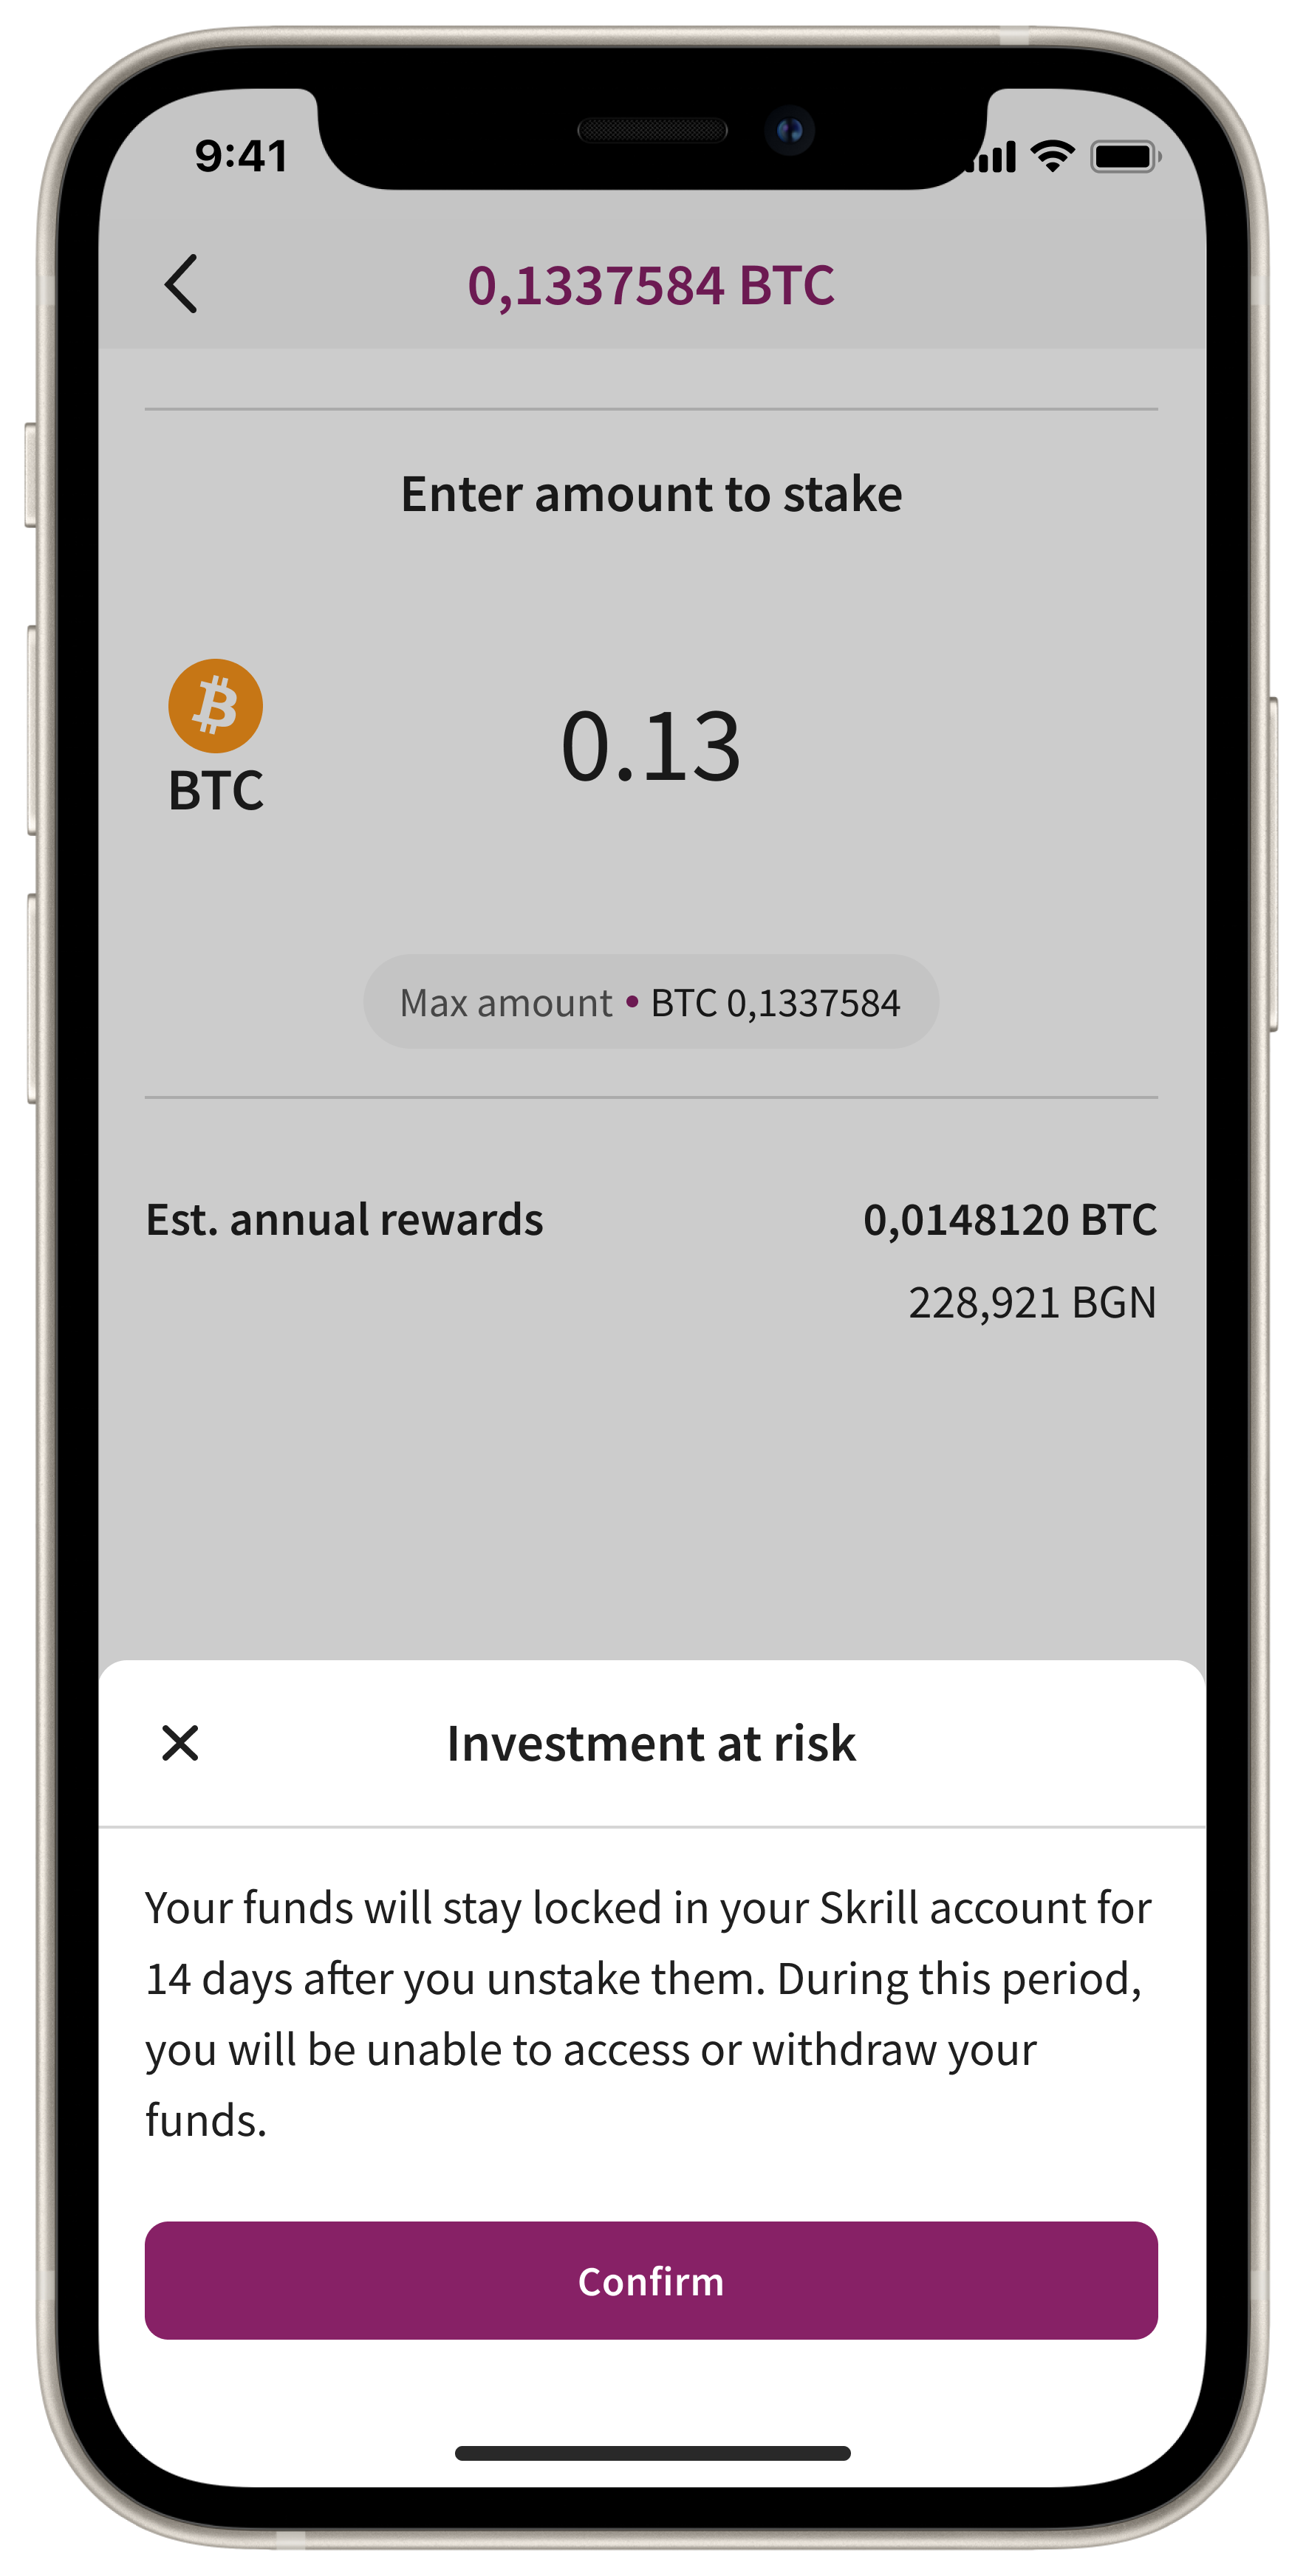 9:41
0,1337584 BTC
Enter amount to stake
BTC
0.13
Max amount • BTC 0,1337584
Est. annual rewards 0,0148120 BTC
228,921 BGN
Investment at risk
Your funds will stay locked in your Skrill account for
14 days after you unstake them. During this period,
you will be unable to access or withdraw your
funds.
Confirm